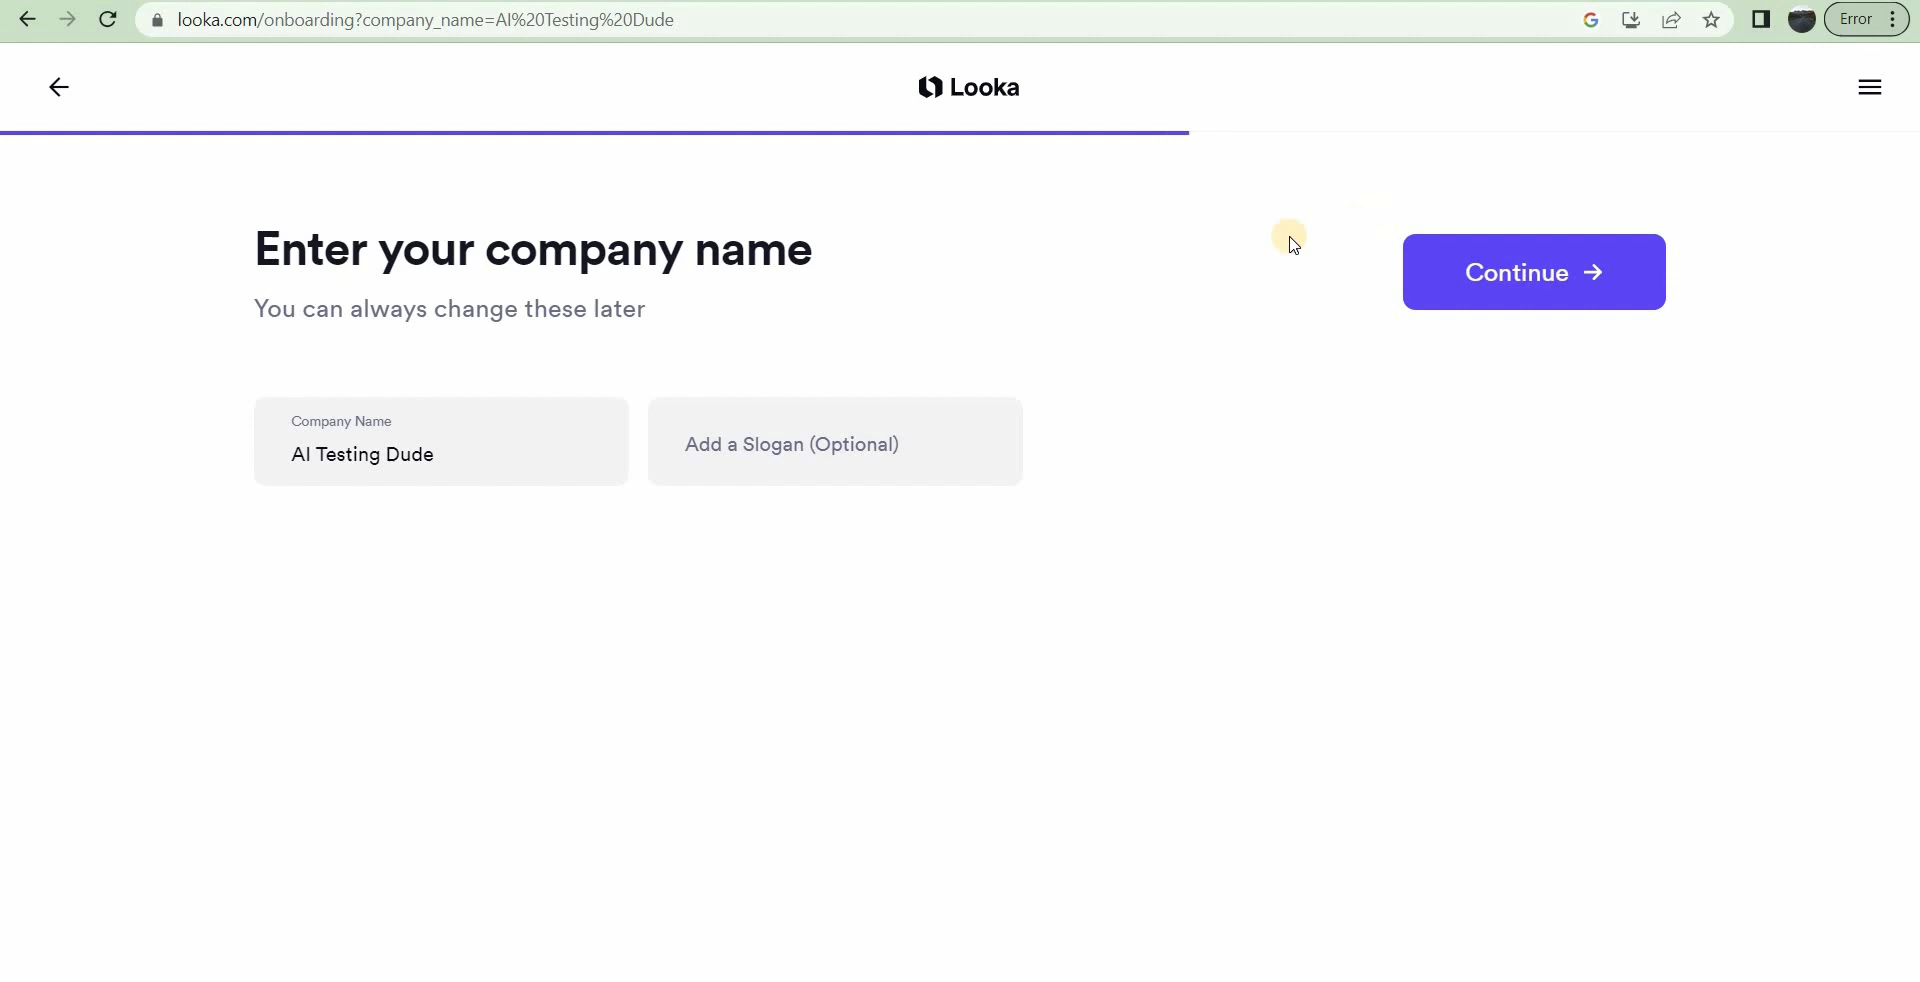 looka.com/onboarding?company_name=AI%20Testing%20Dude
Error
Looka
Enter your company name
You can always change these later
Continue
Company Name
AI Testing Dude
Add a Slogan (Optional)